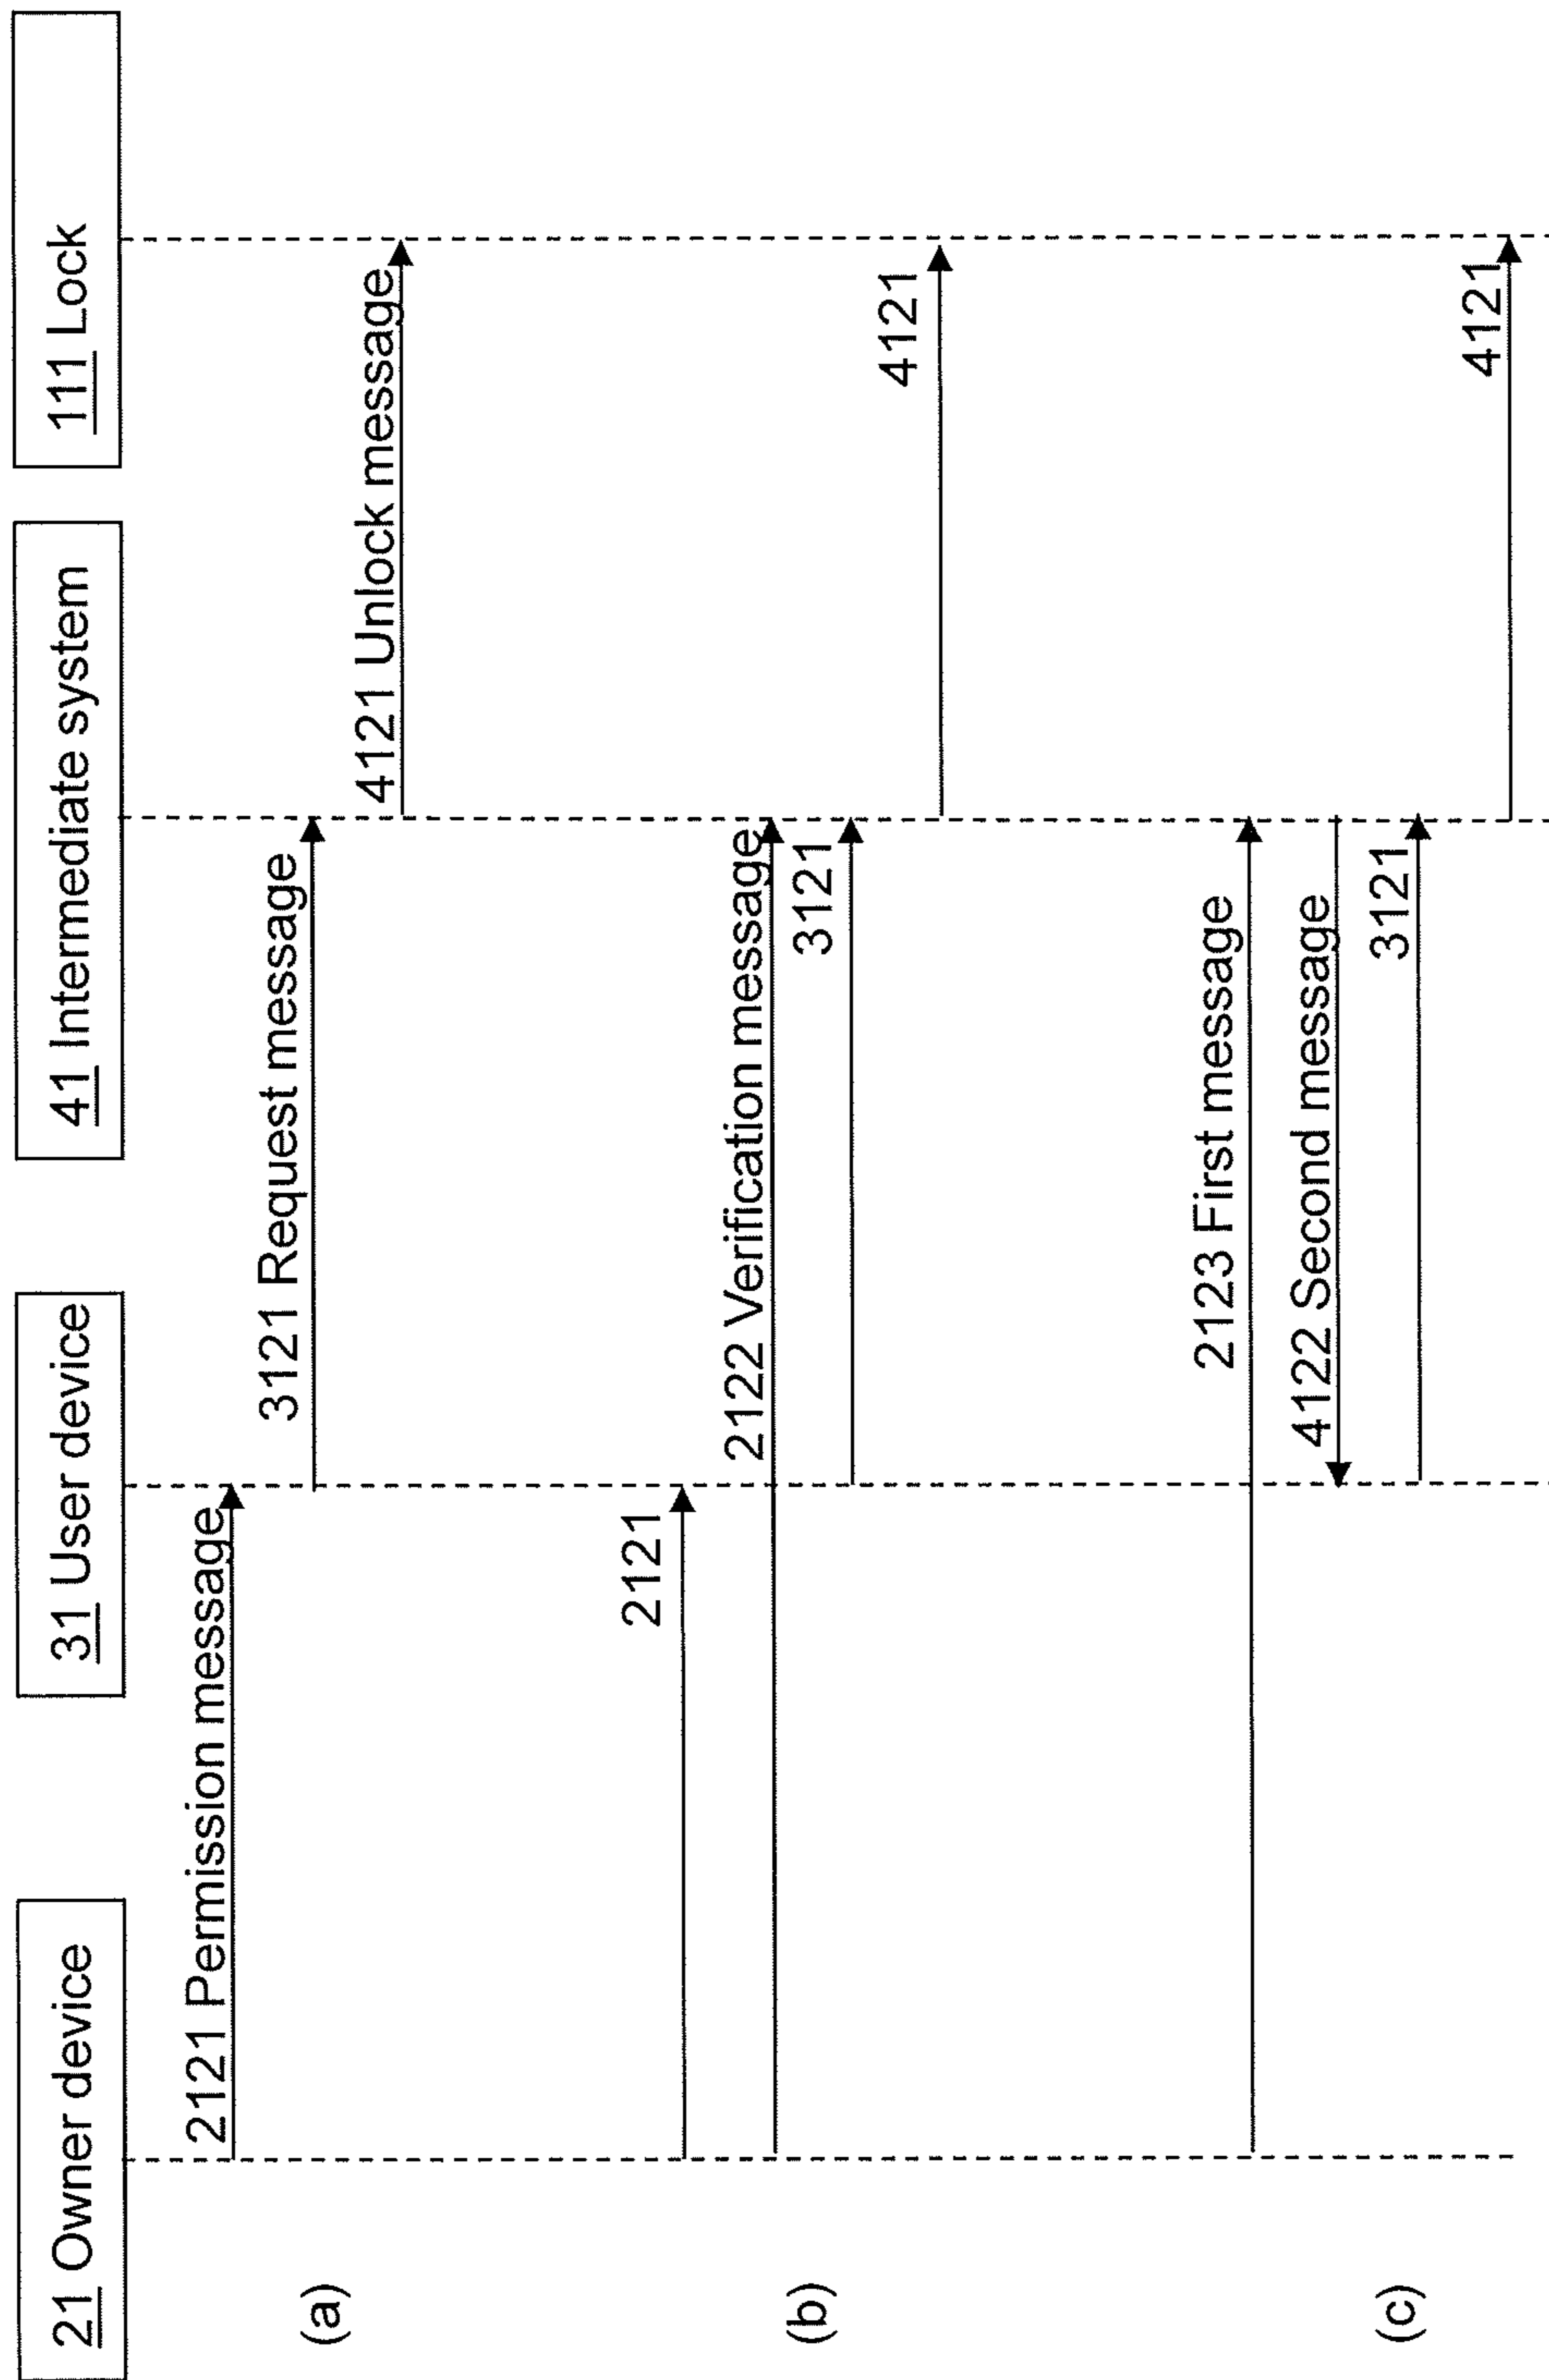 21 Owner device
31 User device
41 Intermediate system
111 Lock
(a)
2121 Permission message
3121 Request message
4121 Unlock message
(b)
2121
2122 Verification message
3121
4121
(c)
2123 First message
4122 Second message
3121
4121